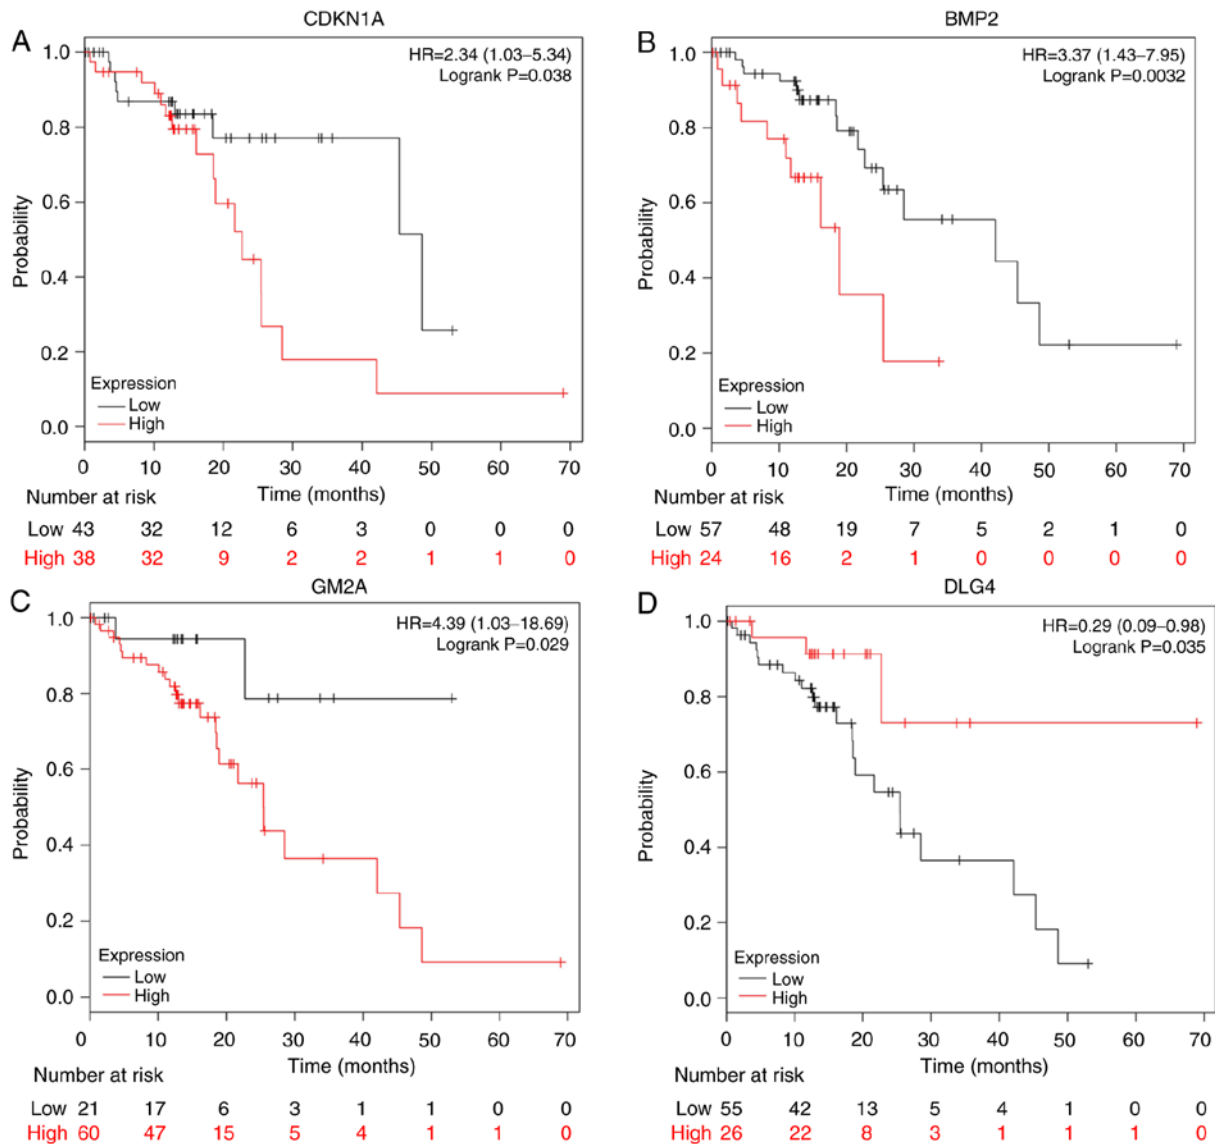 A
CDKN1A
HR=2.34 (1.03–5.34)
Logrank P=0.038
Probability
1.0
0.8
0.6
0.4
0.2
0.0
Expression
Low
High
0 10 20 30 40 50 60 70
Number at risk
Time (months)
Low 43 32 12 6 3 0 0 0
High 38 32 9 2 2 1 1 0
B
BMP2
HR=3.37 (1.43–7.95)
Logrank P=0.0032
Probability
1.0
0.8
0.6
0.4
0.2
0.0
Expression
Low
High
0 10 20 30 40 50 60 70
Number at risk
Time (months)
Low 57 48 19 7 5 2 1 0
High 24 16 2 1 0 0 0 0
C
GM2A
HR=4.39 (1.03–18.69)
Logrank P=0.029
Probability
1.0
0.8
0.6
0.4
0.2
0.0
Expression
Low
High
0 10 20 30 40 50 60 70
Time (months)
Number at risk
Low 21 17 6 3 1 1 0 0
High 60 47 15 5 4 1 1 0
D
DLG4
HR=0.29 (0.09–0.98)
Logrank P=0.035
Probability
1.0
0.8
0.6
0.4
0.2
0.0
Expression
Low
High
0 10 20 30 40 50 60 70
Time (months)
Number at risk
Low 55 42 13 5 4 1 0 0
High 26 22 8 3 1 1 1 0